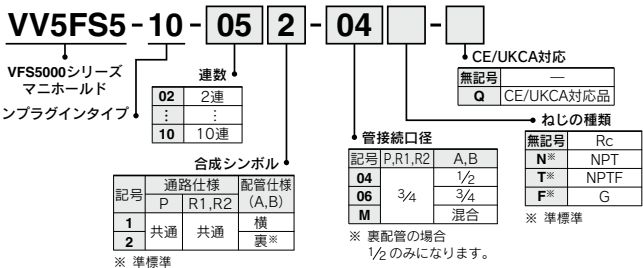 VV5FS5-10-052-04□-□
VFS5000シリーズ
マニホールド
ンプラグインタイプ
連数
02 2連
⋮ ⋮
10 10連
合成シンボル
記号 通路仕様 配管仕様
P R1,R2 (A,B)
1 共通 共通 横
2 裏※
※ 準標準
管接続口径
記号 P,R1,R2 A,B
04 3/4 1/2
06 3/4
M 混合
※ 裏配管の場合
1/2のみになります。
CE/UKCA対応
無記号 —
Q CE/UKCA対応品
ねじの種類
無記号 Rc
N※ NPT
T※ NPTF
F※ G
※ 準標準